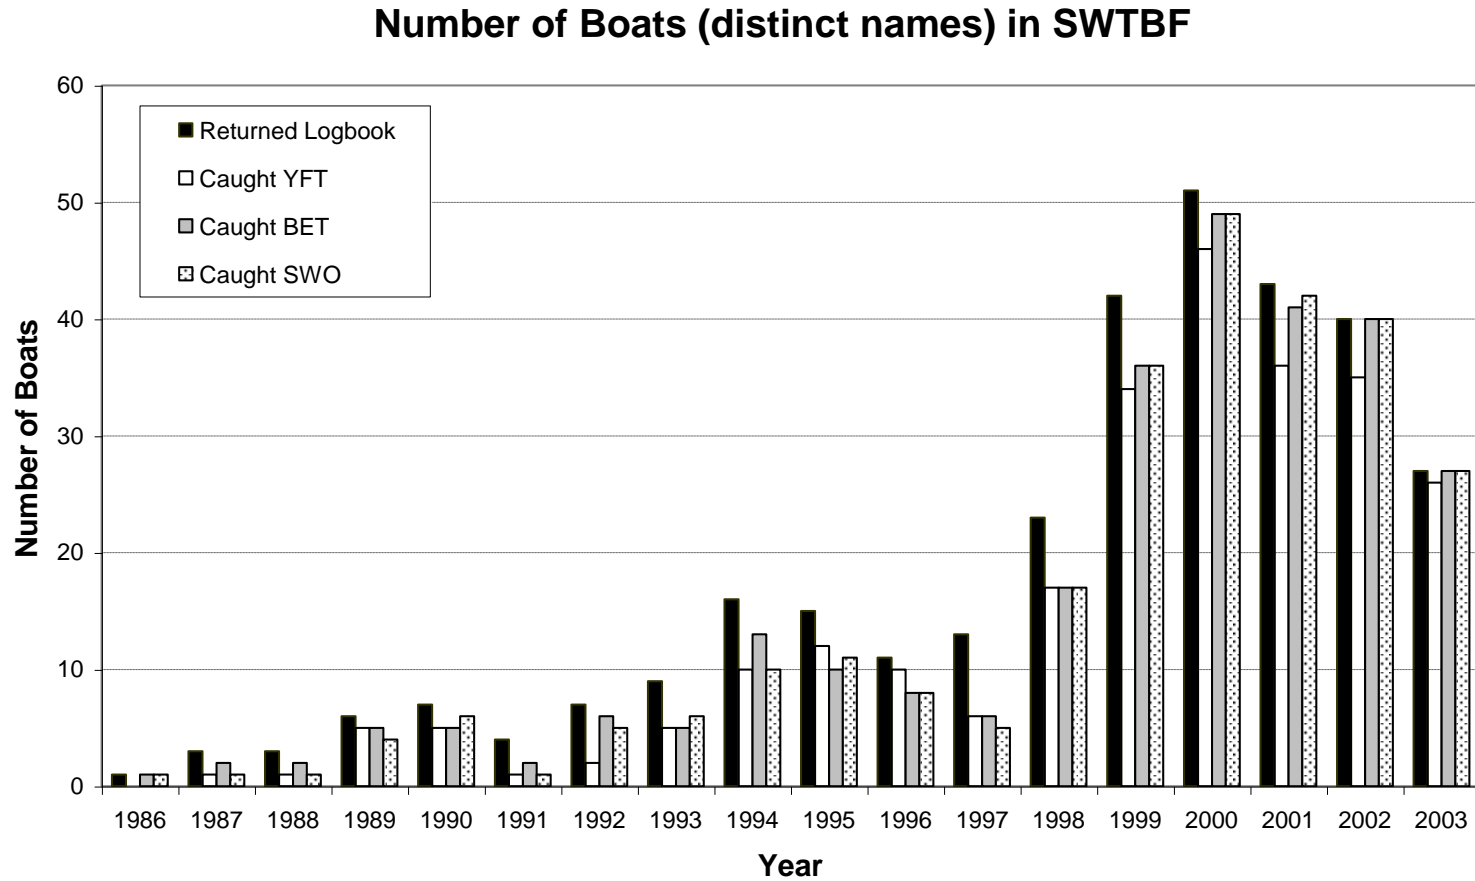 Number of Boats (distinct names) in SWTBF
60
50
40
30
20
10
0
Number of Boats
Returned Logbook
Caught YFT
Caught BET
Caught SWO
1986 1987 1988 1989 1990 1991 1992 1993 1994 1995 1996 1997 1998 1999 2000 2001 2002 2003
Year